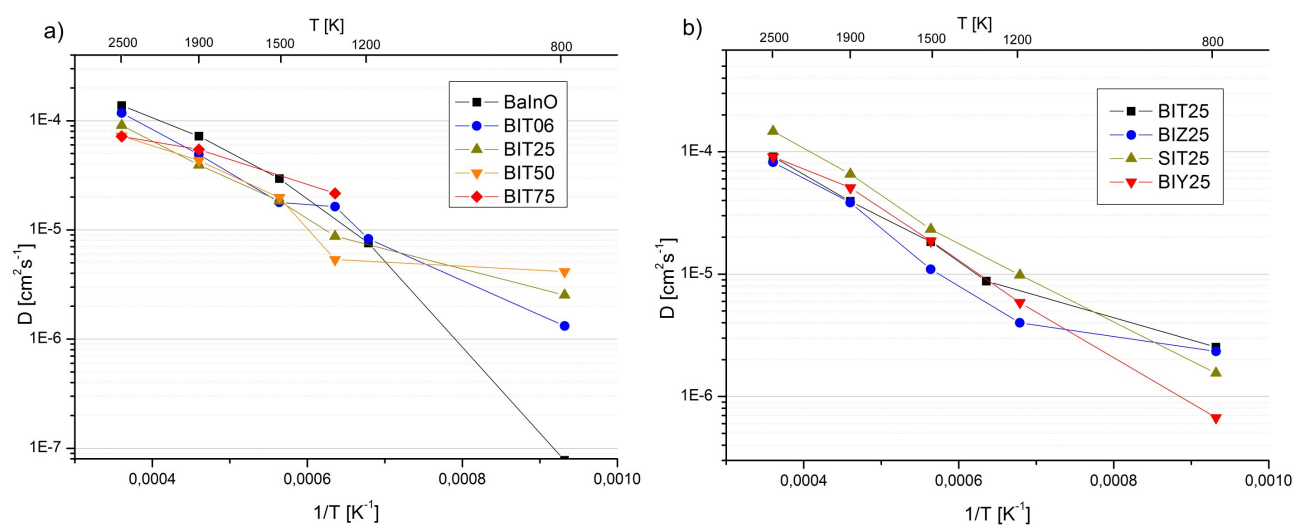 a)
T [K]
2500 1900 1500 1200 800
1E-4
1E-5
1E-6
1E-7
D [cm²s⁻¹]
BaInO
BIT06
BIT25
BIT50
BIT75
0,0004 0,0006 0,0008 0,0010
1/T [K⁻¹]
b)
T [K]
2500 1900 1500 1200 800
1E-4
1E-5
1E-6
D [cm²s⁻¹]
BIT25
BIZ25
SIT25
BIY25
0,0004 0,0006 0,0008 0,0010
1/T [K⁻¹]